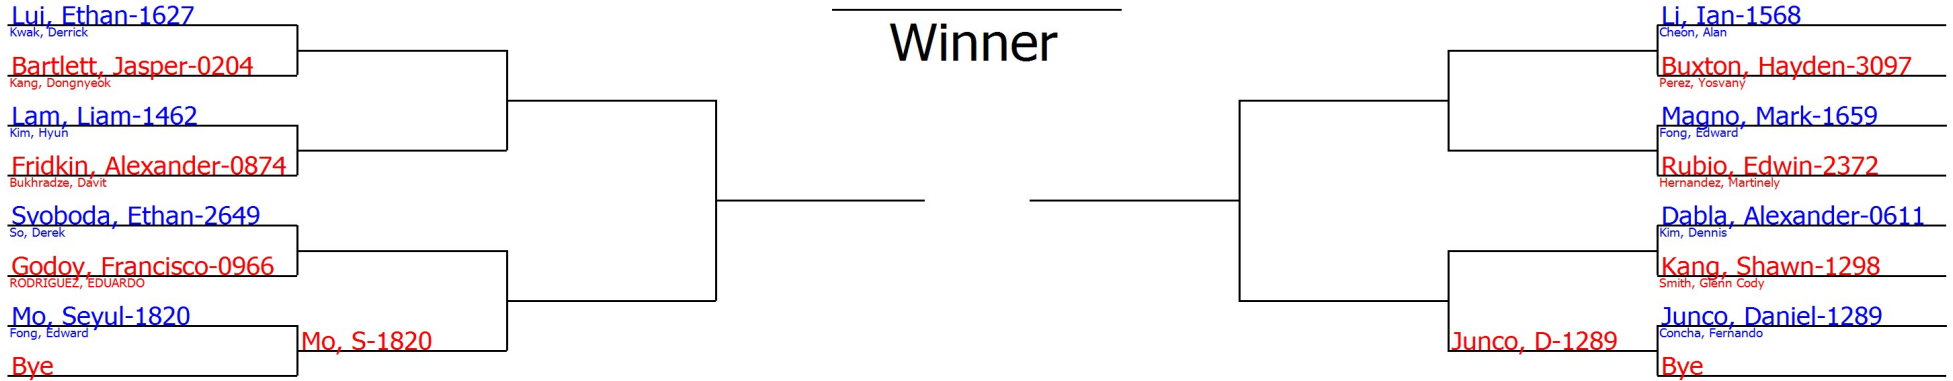 Lui, Ethan-1627
Kwak, Derrick
Bartlett, Jasper-0204
Kang, Dongnyeok
Lam, Liam-1462
Kim, Hyun
Fridkin, Alexander-0874
Bukhradze, Davit
Svoboda, Ethan-2649
So, Derek
Godoy, Francisco-0966
RODRIGUEZ, EDUARDO
Mo, Seyul-1820
Fong, Edward
Bye
Mo, S-1820
Winner
Junco, D-1289
Li, Ian-1568
Cheon, Alan
Buxton, Hayden-3097
Perez, Yosvany
Magno, Mark-1659
Fong, Edward
Rubio, Edwin-2372
Hernandez, Martinely
Dabla, Alexander-0611
Kim, Dennis
Kang, Shawn-1298
Smith, Glenn Cody
Junco, Daniel-1289
Concha, Fernando
Bye